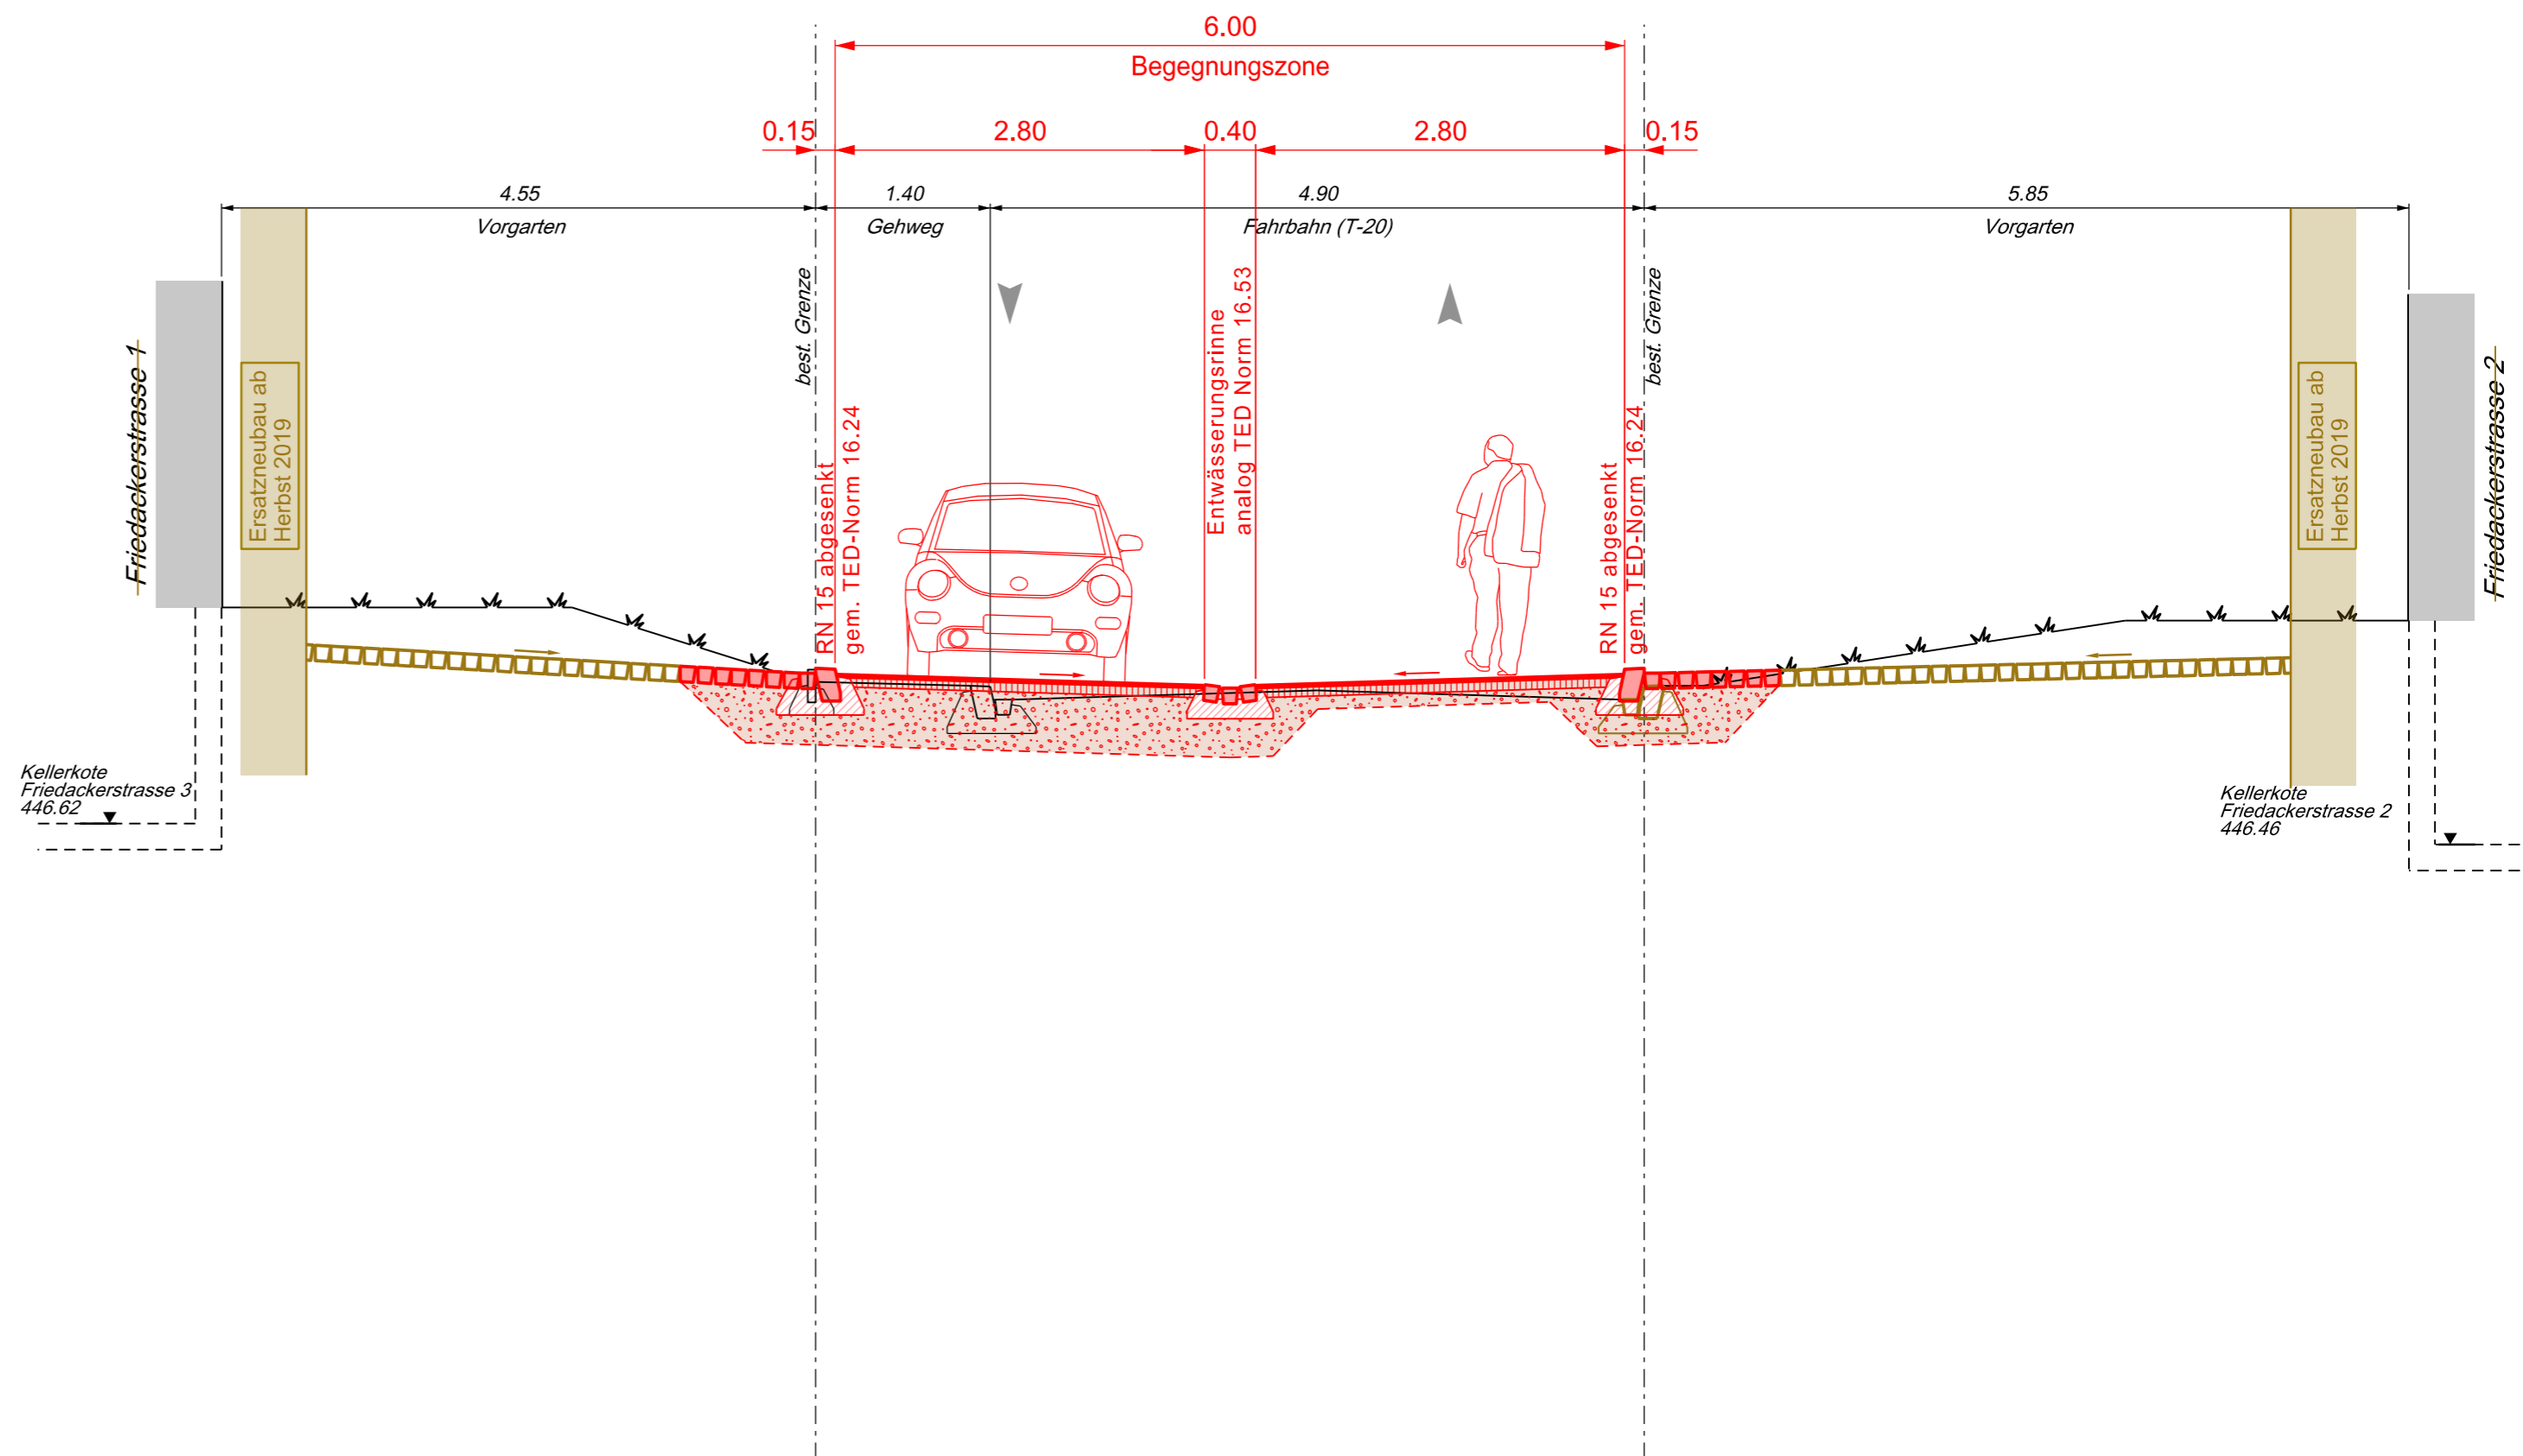 6.00
Begegnungszone
0.15
2.80
0.40
2.80
0.15
4.55
1.40
4.90
5.85
Vorgarten
Gehweg
Fahrbahn (T-20)
Vorgarten
Friedackerstrasse 1
Ersatzneubau ab
Herbst 2019
best. Grenze
RN 15 abgesenkt
gem. TED-Norm 16.24
Entwässerungsrinne
analog TED Norm 16.53
RN 15 abgesenkt
gem. TED-Norm 16.24
best. Grenze
Ersatzneubau ab
Herbst 2019
Friedackerstrasse 2
Kellerkote
Friedackerstrasse 3
446.62
Kellerkote
Friedackerstrasse 2
446.46